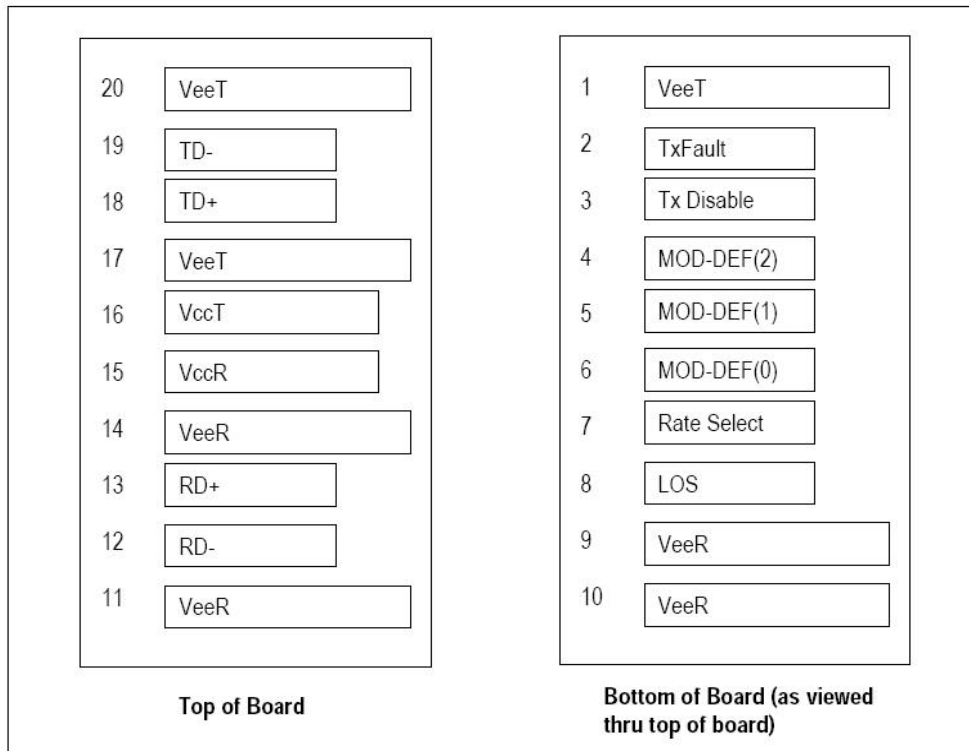 20 VeeT
19 TD-
18 TD+
17 VeeT
16 VccT
15 VccR
14 VeeR
13 RD+
12 RD-
11 VeeR
Top of Board
1 VeeT
2 TxFault
3 Tx Disable
4 MOD-DEF(2)
5 MOD-DEF(1)
6 MOD-DEF(0)
7 Rate Select
8 LOS
9 VeeR
10 VeeR
Bottom of Board (as viewed
thru top of board)